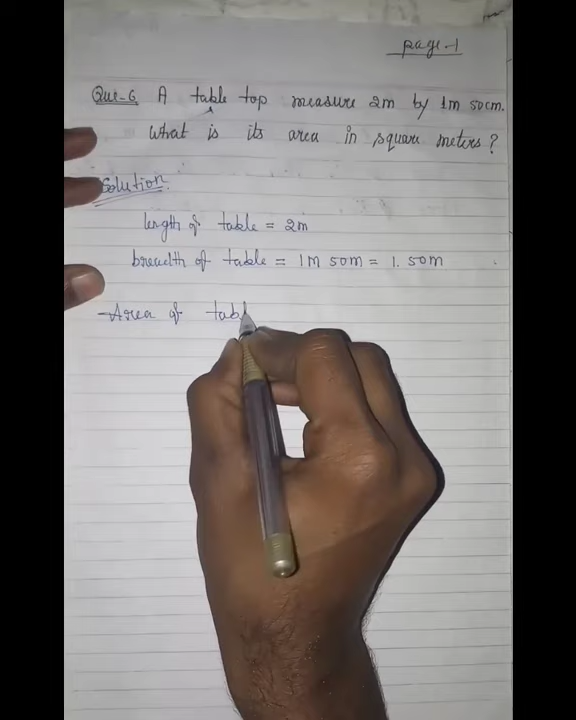 page-1
Que-6 A table top measure 2m by 1m 50cm.
what is its area in square meters?
Solution.
length of table = 2m
breadth of table = 1m 50m = 1.50m
Area of tabl